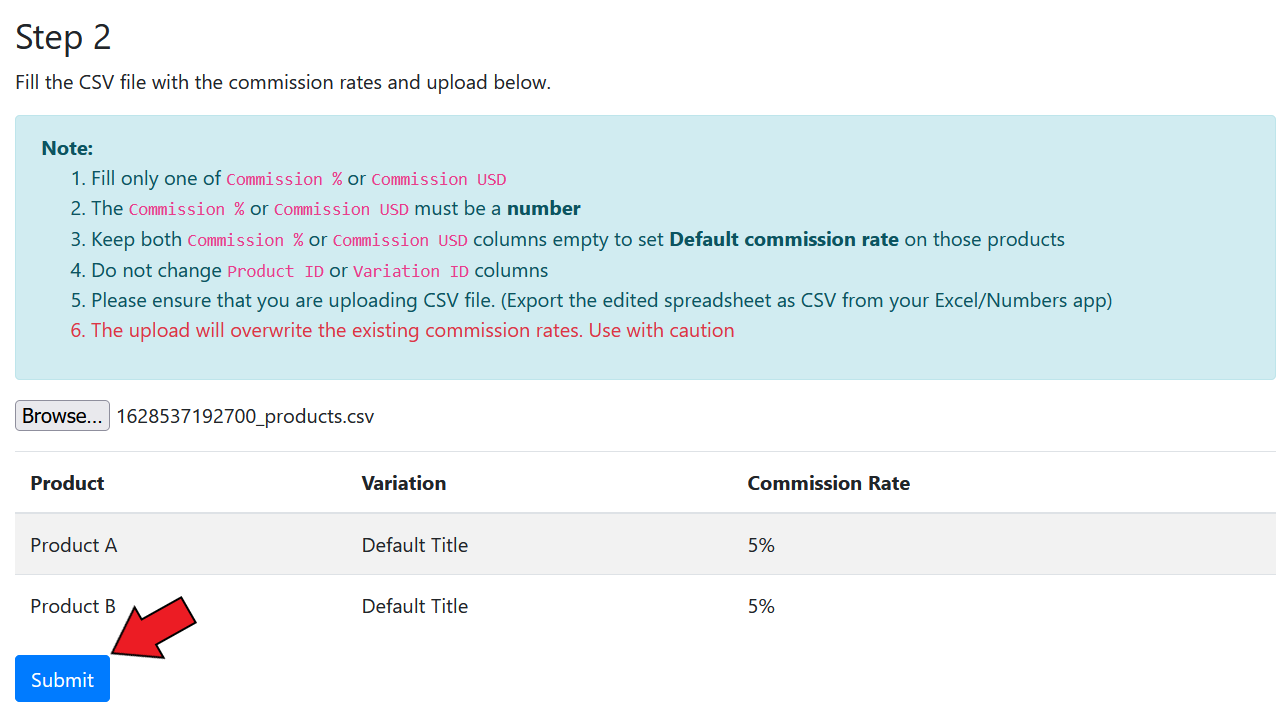 Step 2
Fill the CSV file with the commission rates and upload below.
Note:
1. Fill only one of Commission % or Commission USD
2. The Commission % or Commission USD must be a number
3. Keep both Commission % or Commission USD columns empty to set Default commission rate on those products
4. Do not change Product ID or Variation ID columns
5. Please ensure that you are uploading CSV file. (Export the edited spreadsheet as CSV from your Excel/Numbers app)
6. The upload will overwrite the existing commission rates. Use with caution
Browse... 1628537192700_products.csv
Product Variation Commission Rate
Product A Default Title 5%
Product B Default Title 5%
Submit